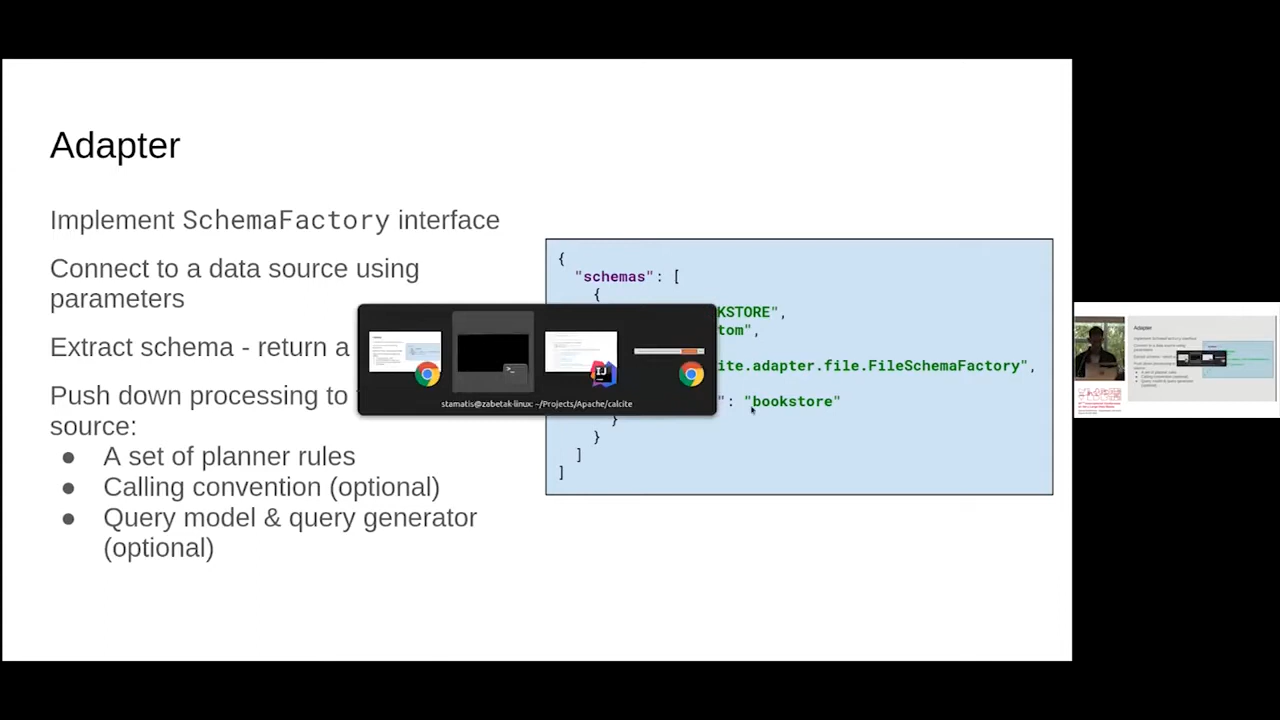 Adapter
Implement SchemaFactory interface
Connect to a data source using
parameters
Extract schema - return a
Push down processing to
source:
● A set of planner rules
● Calling convention (optional)
● Query model & query generator
(optional)
{
"schemas": [
{
KSTORE",
tom",
ite.adapter.file.FileSchemaFactory",
": "bookstore"
}
}
]
]
stamatis@zabetak-linux: ~/Projects/Apache/calcite
Adapter